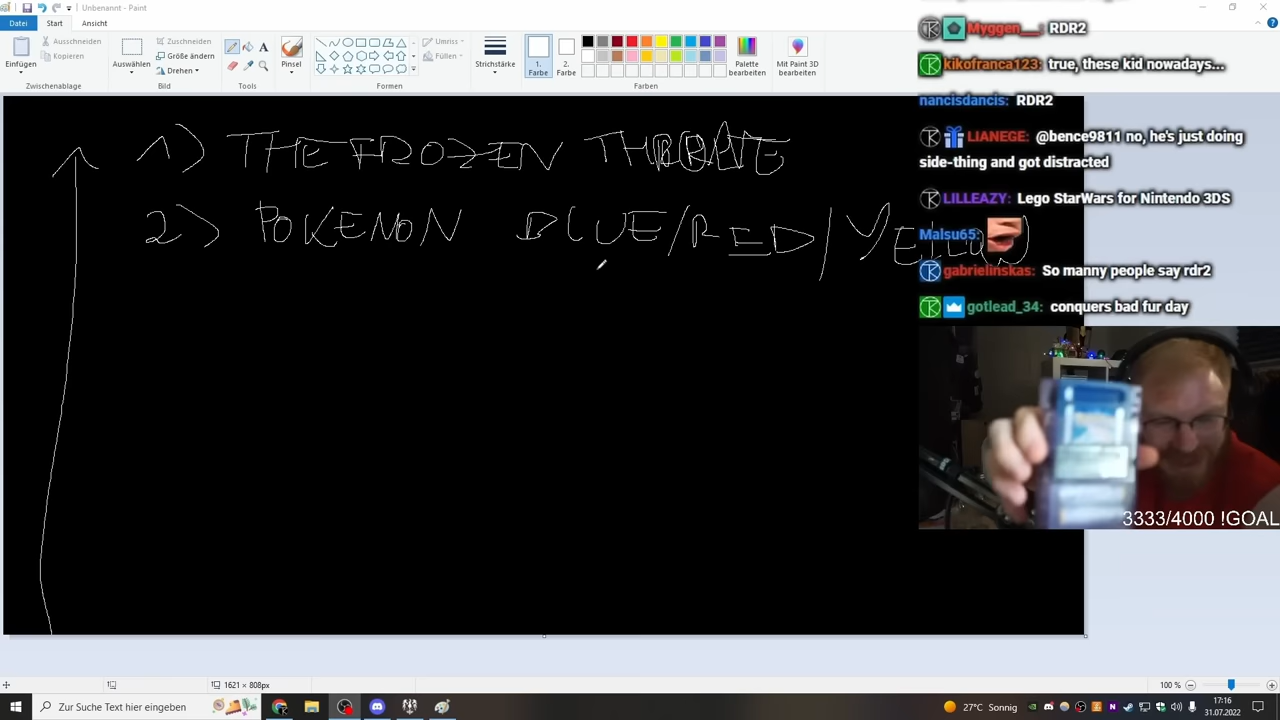 Unbenannt - Paint
Datei Start Ansicht
Einfügen
Ausschneiden
Kopieren
Zwischenablage
Auswählen
Zuschneiden
Größe ändern
Drehen
Bild
Tools
Pinsel
Formen
Umriss
Füllen
Strichstärke
1.
Farbe
2.
Farbe
Palette
bearbeiten
Farben
Mit Paint 3D
bearbeiten
1) THE FROZEN
2) POKENON BLUE/RED/YELLOW
Myggen__: RDR2
kikofranca123: true, these kid nowadays...
nancisdancis: RDR2
LIANEGE: @bence9811 no, he's just doing
side-thing and got distracted
LILLEAZY: Lego StarWars for Nintendo 3DS
Malsu65:
gabrielinskas: So manny people say rdr2
gotlead_34: conquers bad fur day
3333/4000 !GOAL
1621 × 808px
100 %
Zur Suche Text hier eingeben
27°C Sonnig
17:16
31.07.2022